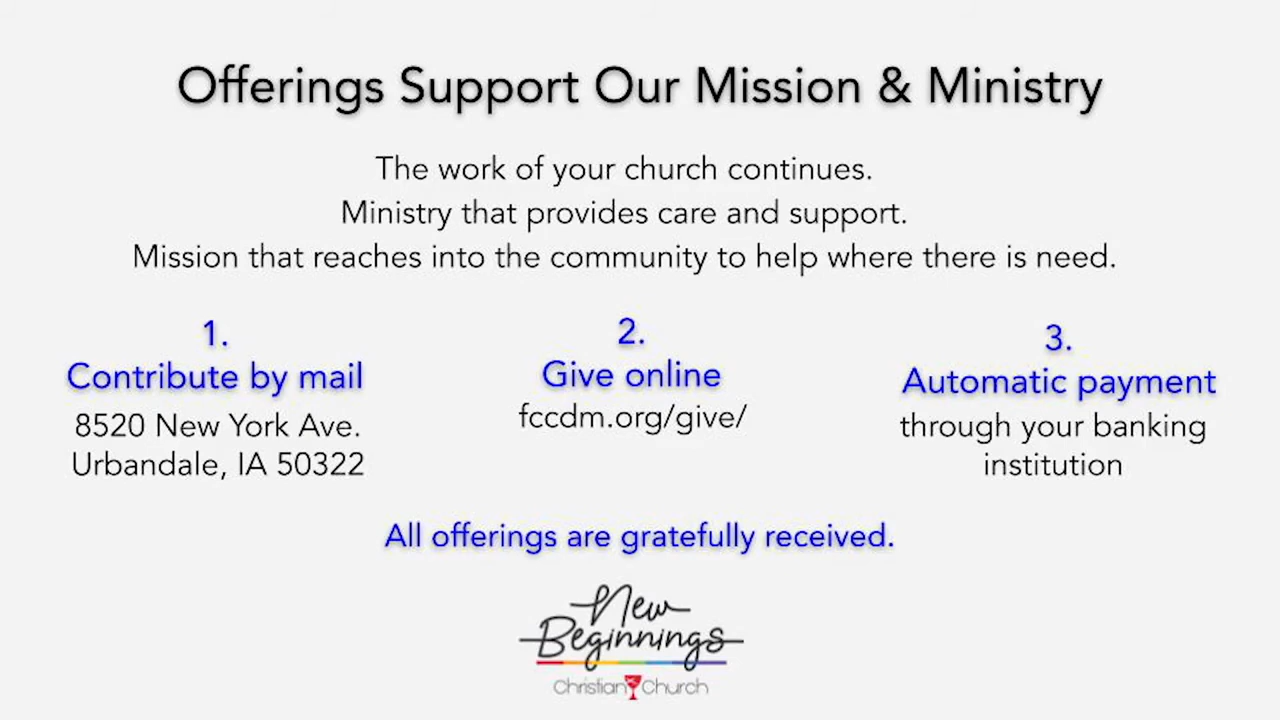 Offerings Support Our Mission & Ministry
The work of your church continues.
Ministry that provides care and support.
Mission that reaches into the community to help where there is need.
1.
Contribute by mail
8520 New York Ave.
Urbandale, IA 50322
2.
Give online
fccdm.org/give/
3.
Automatic payment
through your banking
institution
All offerings are gratefully received.
New
Beginnings
Christian Church